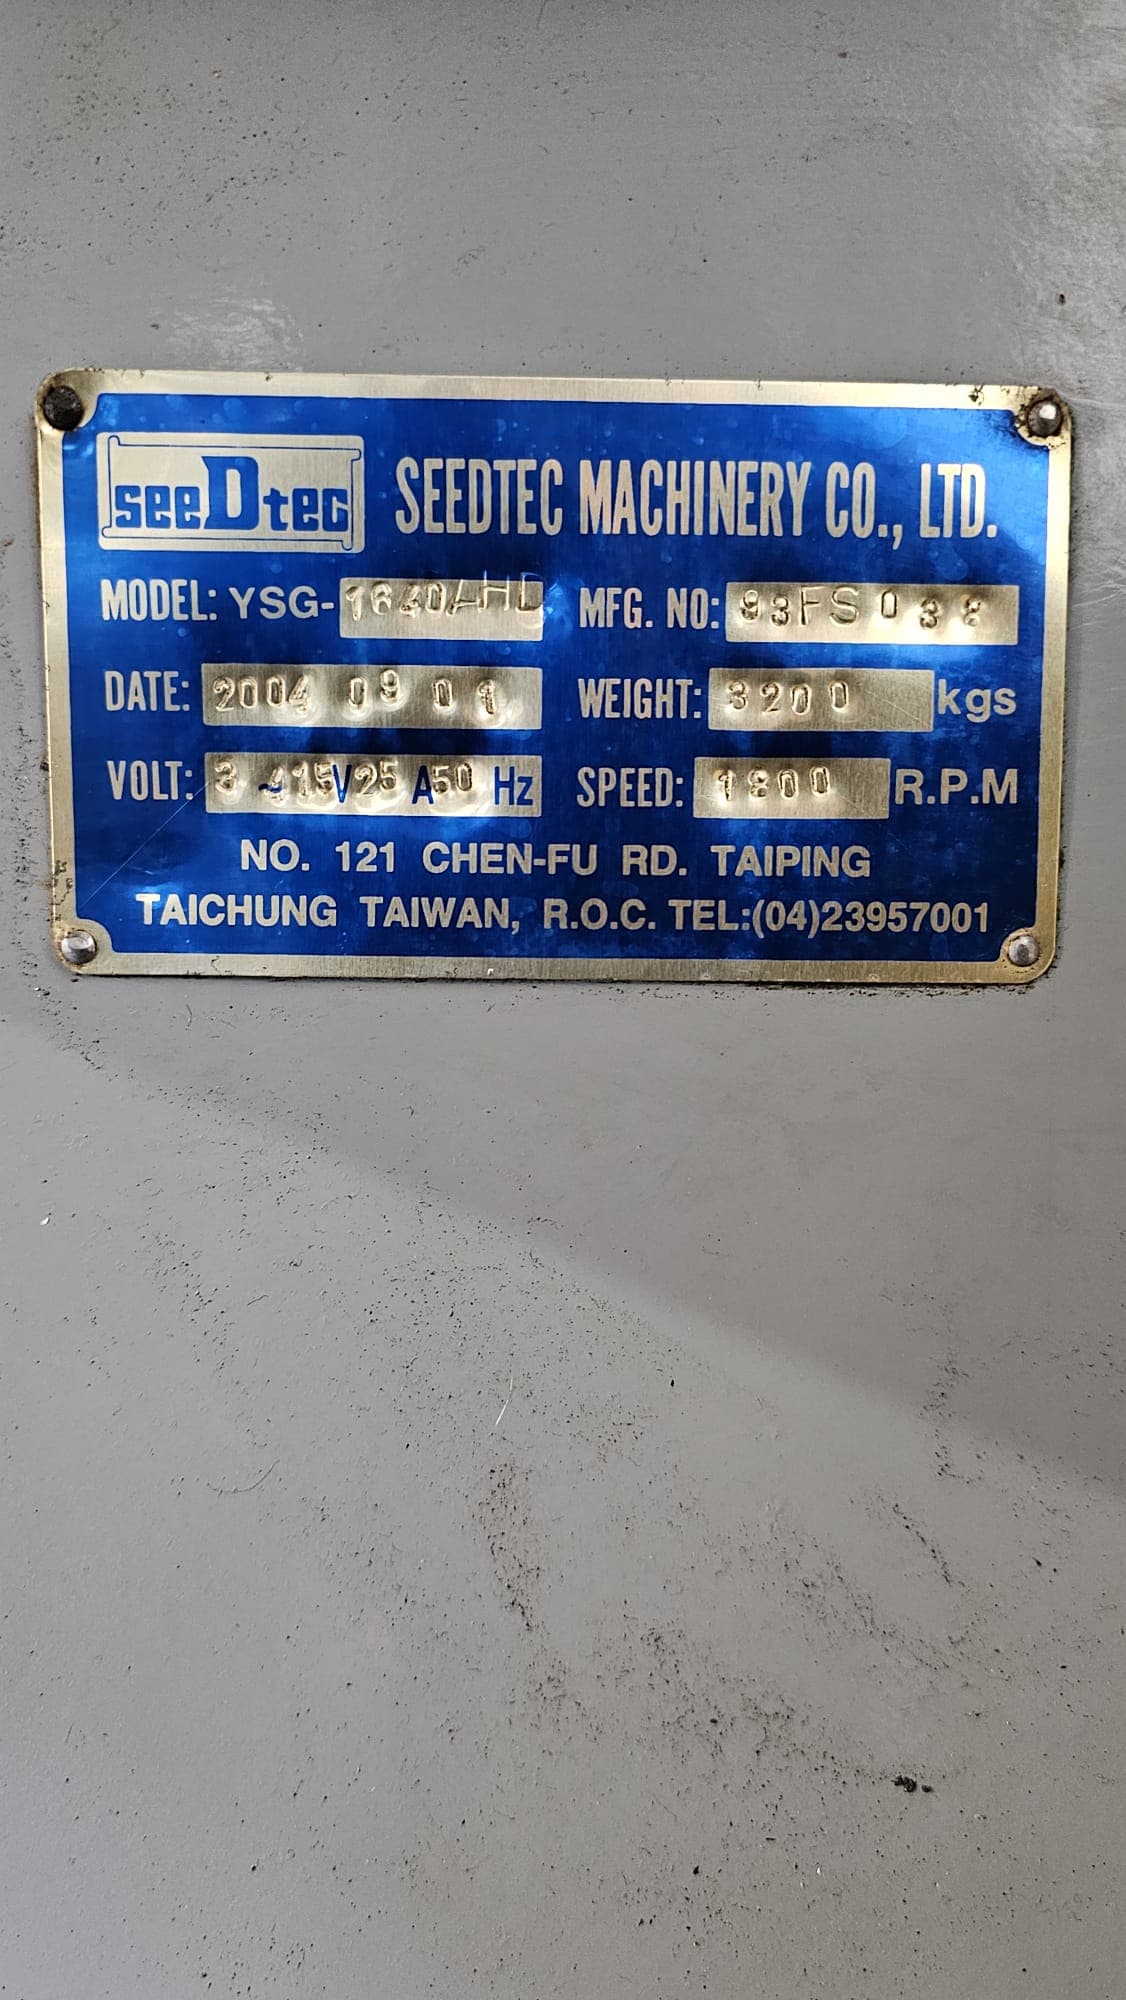 seeDtec SEEDTEC MACHINERY CO., LTD.
MODEL: YSG-1640AHD MFG. NO: 93FS038
DATE: 2004 09 01 WEIGHT: 3200 kgs
VOLT: 3~415V 25 A50 Hz SPEED: 1800 R.P.M
NO. 121 CHEN-FU RD. TAIPING
TAICHUNG TAIWAN, R.O.C. TEL:(04)23957001